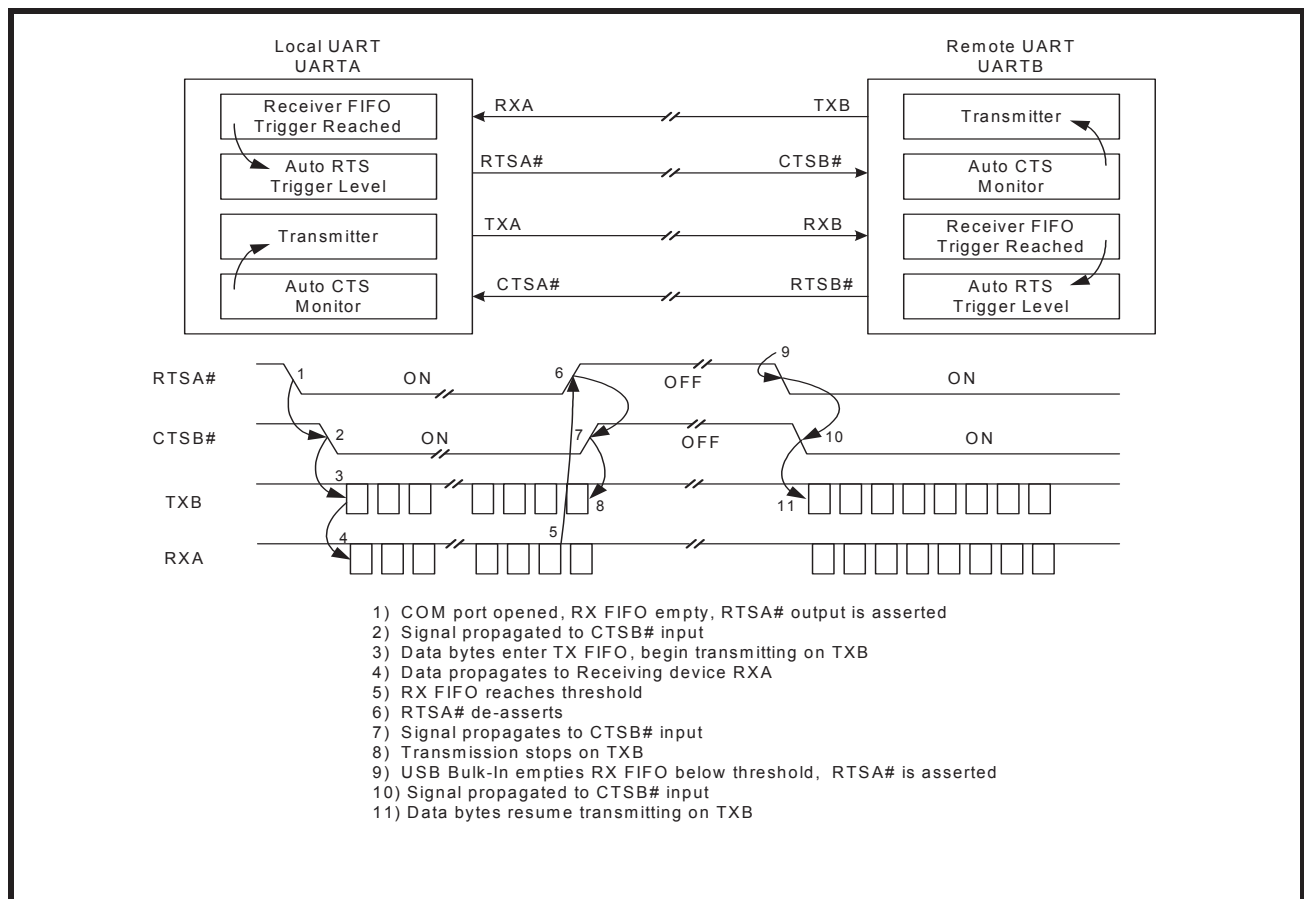 Local UART
UARTA
Remote UART
UARTB
Receiver FIFO
Trigger Reached
Auto RTS
Trigger Level
Transmitter
Auto CTS
Monitor
RXA
TXB
RTSA#
CTSB#
TXA
RXB
CTSA#
RTSB#
Transmitter
Auto CTS
Monitor
Receiver FIFO
Trigger Reached
Auto RTS
Trigger Level
RTSA#
1
ON
6
OFF
9
ON
CTSB#
2
ON
7
OFF
10
ON
TXB
3
8
11
RXA
4
5
1) COM port opened, RX FIFO empty, RTSA# output is asserted
2) Signal propagated to CTSB# input
3) Data bytes enter TX FIFO, begin transmitting on TXB
4) Data propagates to Receiving device RXA
5) RX FIFO reaches threshold
6) RTSA# de-asserts
7) Signal propagates to CTSB# input
8) Transmission stops on TXB
9) USB Bulk-In empties RX FIFO below threshold, RTSA# is asserted
10) Signal propagated to CTSB# input
11) Data bytes resume transmitting on TXB